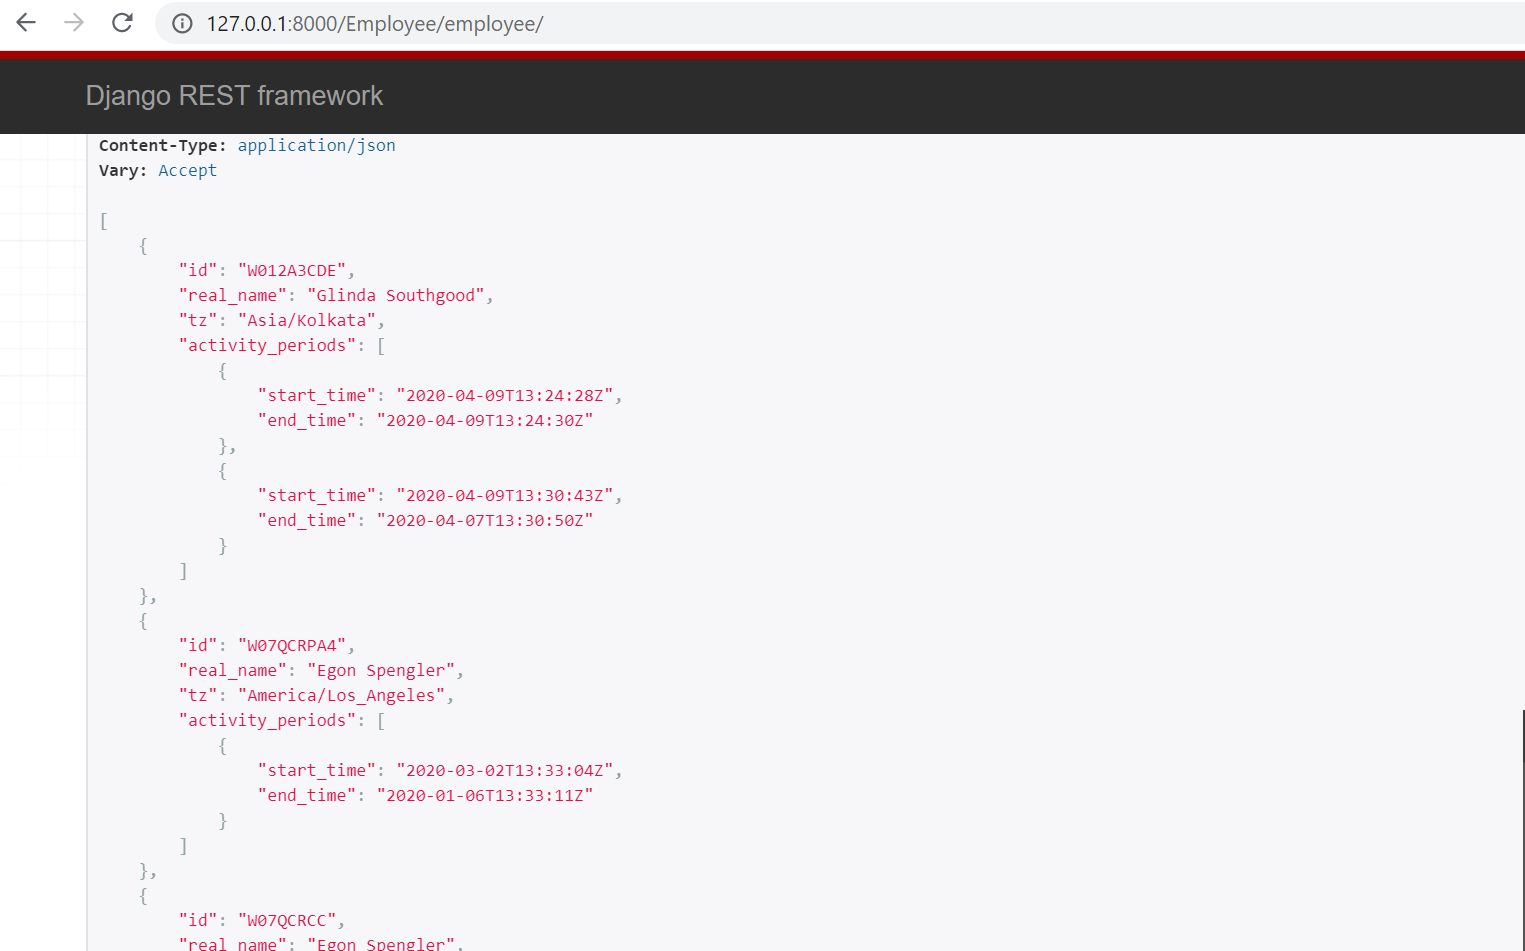 127.0.0.1:8000/Employee/employee/
Django REST framework
Content-Type: application/json
Vary: Accept
[
{
"id": "W012A3CDE",
"real_name": "Glinda Southgood",
"tz": "Asia/Kolkata",
"activity_periods": [
{
"start_time": "2020-04-09T13:24:28Z",
"end_time": "2020-04-09T13:24:30Z"
},
{
"start_time": "2020-04-09T13:30:43Z",
"end_time": "2020-04-07T13:30:50Z"
}
]
},
{
"id": "W07QCRPA4",
"real_name": "Egon Spengler",
"tz": "America/Los_Angeles",
"activity_periods": [
{
"start_time": "2020-03-02T13:33:04Z",
"end_time": "2020-01-06T13:33:11Z"
}
]
},
{
"id": "W07QCRCC",
"real_name": "Egon Spengler",